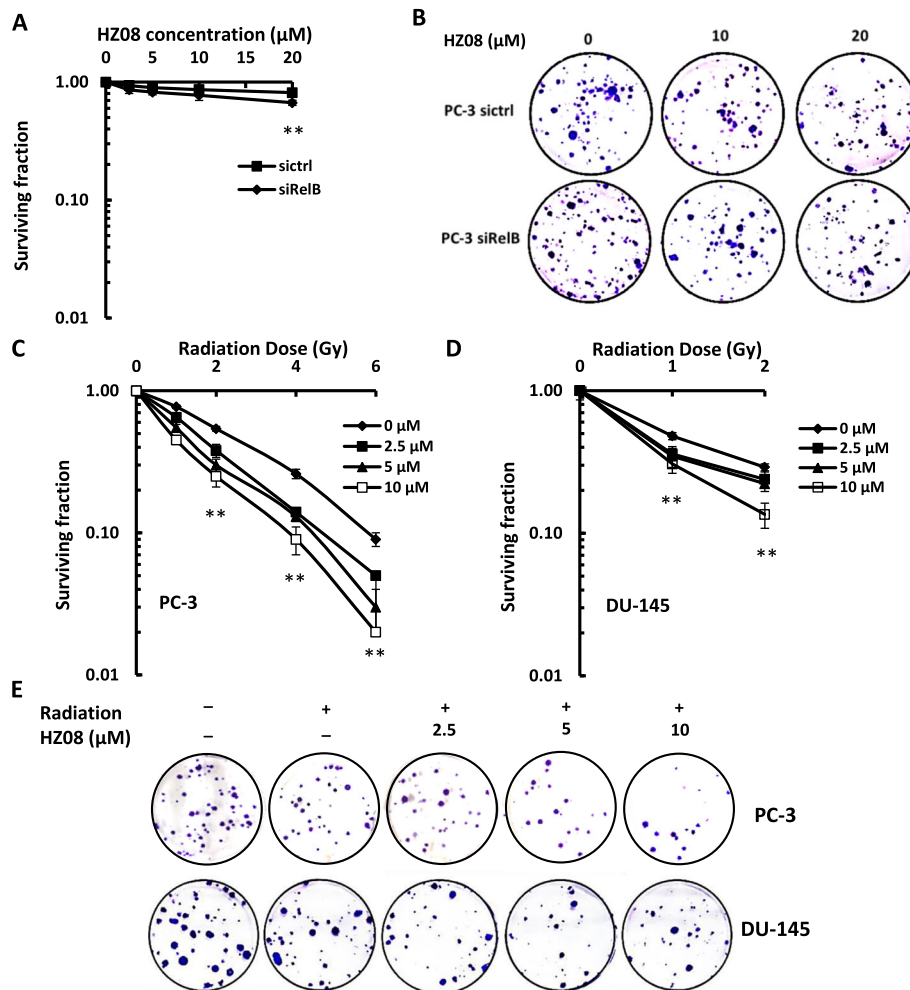 A
HZ08 concentration (µM)
0 5 10 15 20
1.00
0.10
0.01
Surviving fraction
sictrl
siRelB
**
B
HZ08 (µM) 0 10 20
PC-3 sictrl
PC-3 siRelB
C
Radiation Dose (Gy)
0 2 4 6
1.00
0.10
0.01
Surviving fraction
0 µM
2.5 µM
5 µM
10 µM
**
**
**
PC-3
D
Radiation Dose (Gy)
0 1 2
1.00
0.10
0.01
Surviving fraction
0 µM
2.5 µM
5 µM
10 µM
**
**
DU-145
E
Radiation – + + + +
HZ08 (µM) – – 2.5 5 10
PC-3
DU-145